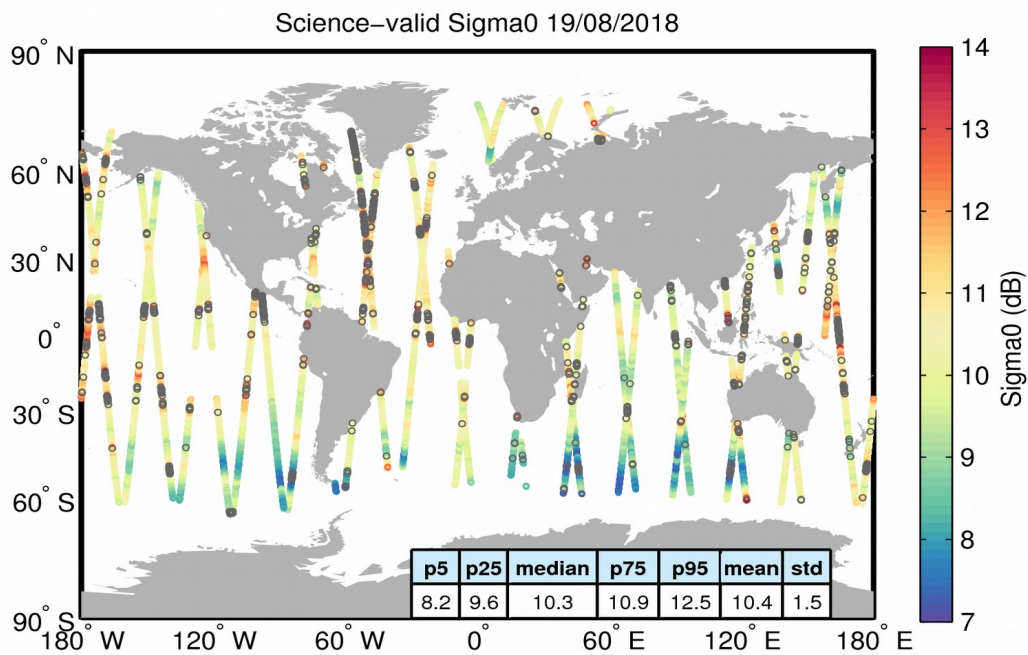 Science−valid Sigma0 19/08/2018
90° N
60° N
30° N
0°
30° S
60° S
90° S
180° W
120° W
60° W
0°
60° E
120° E
180° E
p5 p25 median p75 p95 mean std
8.2 9.6 10.3 10.9 12.5 10.4 1.5
14
13
12
11
10
9
8
7
Sigma0 (dB)